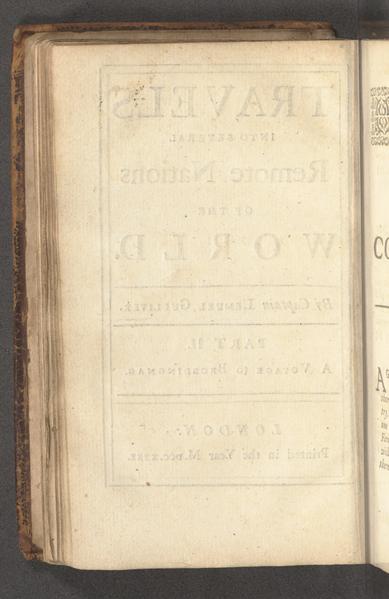 TRAVELS
INTO SEVERAL
Remote Nations
OF THE
WORLD.
By Captain LEMUEL GULLIVER.
PART II.
A VOYAGE to BROBDINGNAG.
LONDON:
Printed in the Year
CO
A